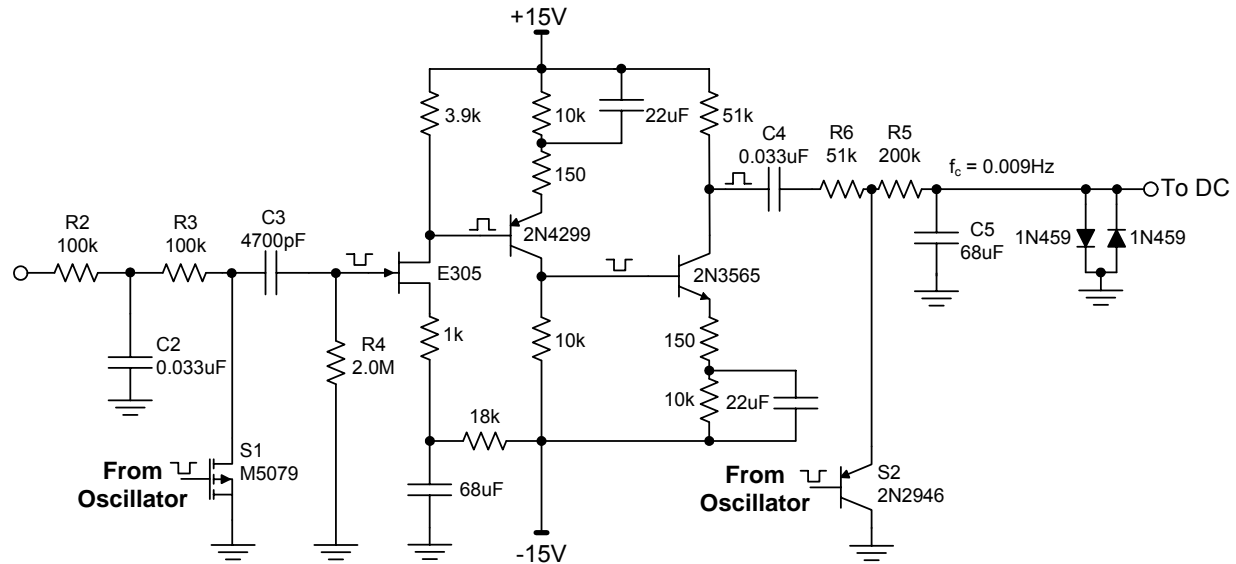 +15V
3.9k
10k
22uF
51k
C4
0.033uF
R6
51k
R5
200k
fc = 0.009Hz
To DC
150
R2
100k
R3
100k
C3
4700pF
2N4299
1N459
1N459
C5
68uF
E305
2N3565
C2
0.033uF
R4
2.0M
1k
10k
150
18k
10k
22uF
S1
M5079
From
Oscillator
68uF
From
Oscillator
S2
2N2946
-15V